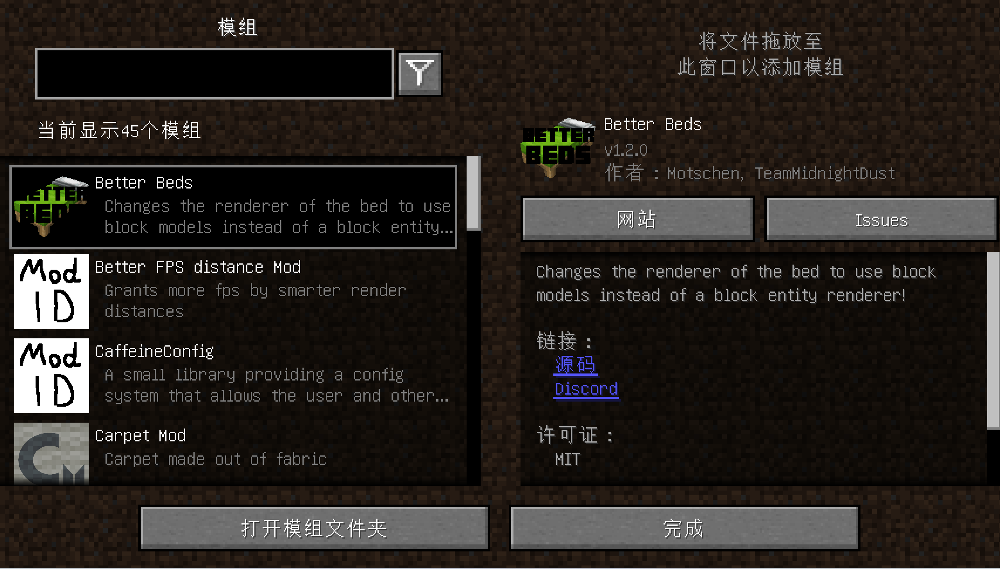 模组
将文件拖放至
此窗口以添加模组
当前显示45个模组
BETTER
BEDS
Better Beds
Changes the renderer of the bed to use
block models instead of a block entity...
Mod
ID
Better FPS distance Mod
Grants more fps by smarter render
distances
Mod
ID
CaffeineConfig
A small library providing a config
system that allows the user and other...
CM
Carpet Mod
Carpet made out of fabric
BETTER
BEDS
Better Beds
v1.2.0
作者：Motschen, TeamMidnightDust
网站
Issues
Changes the renderer of the bed to use block
models instead of a block entity renderer!
链接：
源码
Discord
许可证：
MIT
打开模组文件夹
完成